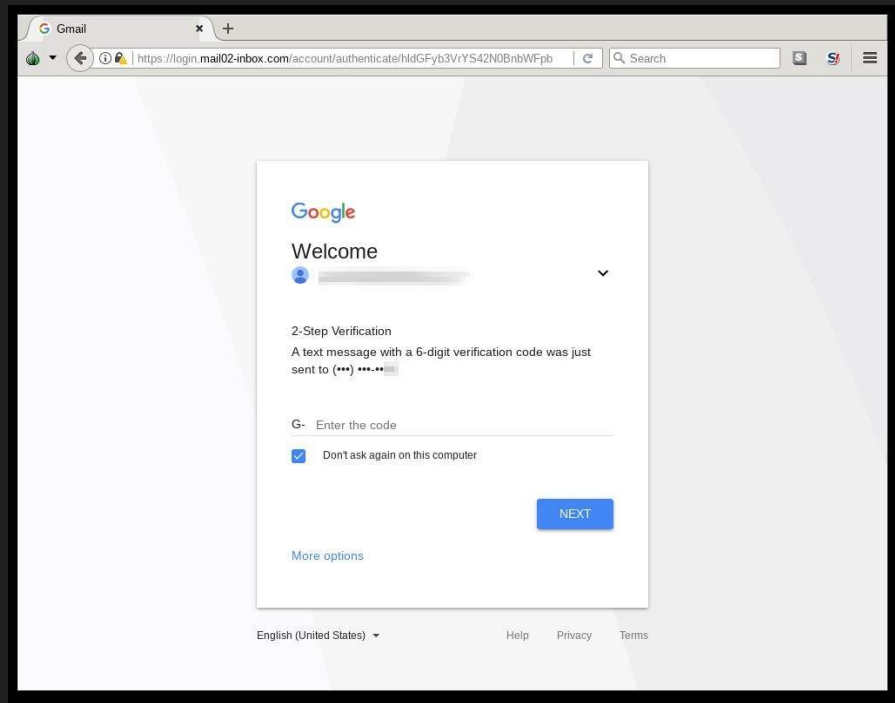 Gmail
https://login.mail02-inbox.com/account/authenticate/hldGFyb3VrYS42N0BnbWFpb
Search
S
S!
Google
Welcome
2-Step Verification
A text message with a 6-digit verification code was just
sent to (•••) •••-••
G- Enter the code
Don't ask again on this computer
NEXT
More options
English (United States)
Help Privacy Terms